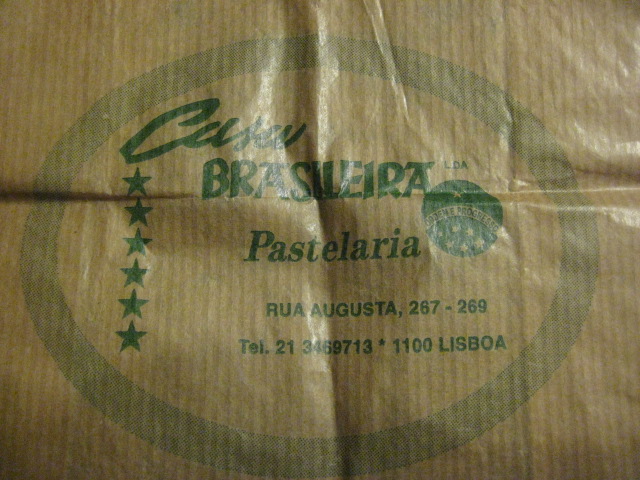 Casa
BRASILEIRA LDA
Pastelaria
RUA AUGUSTA, 267 - 269
Tel. 21 3469713 * 1100 LISBOA